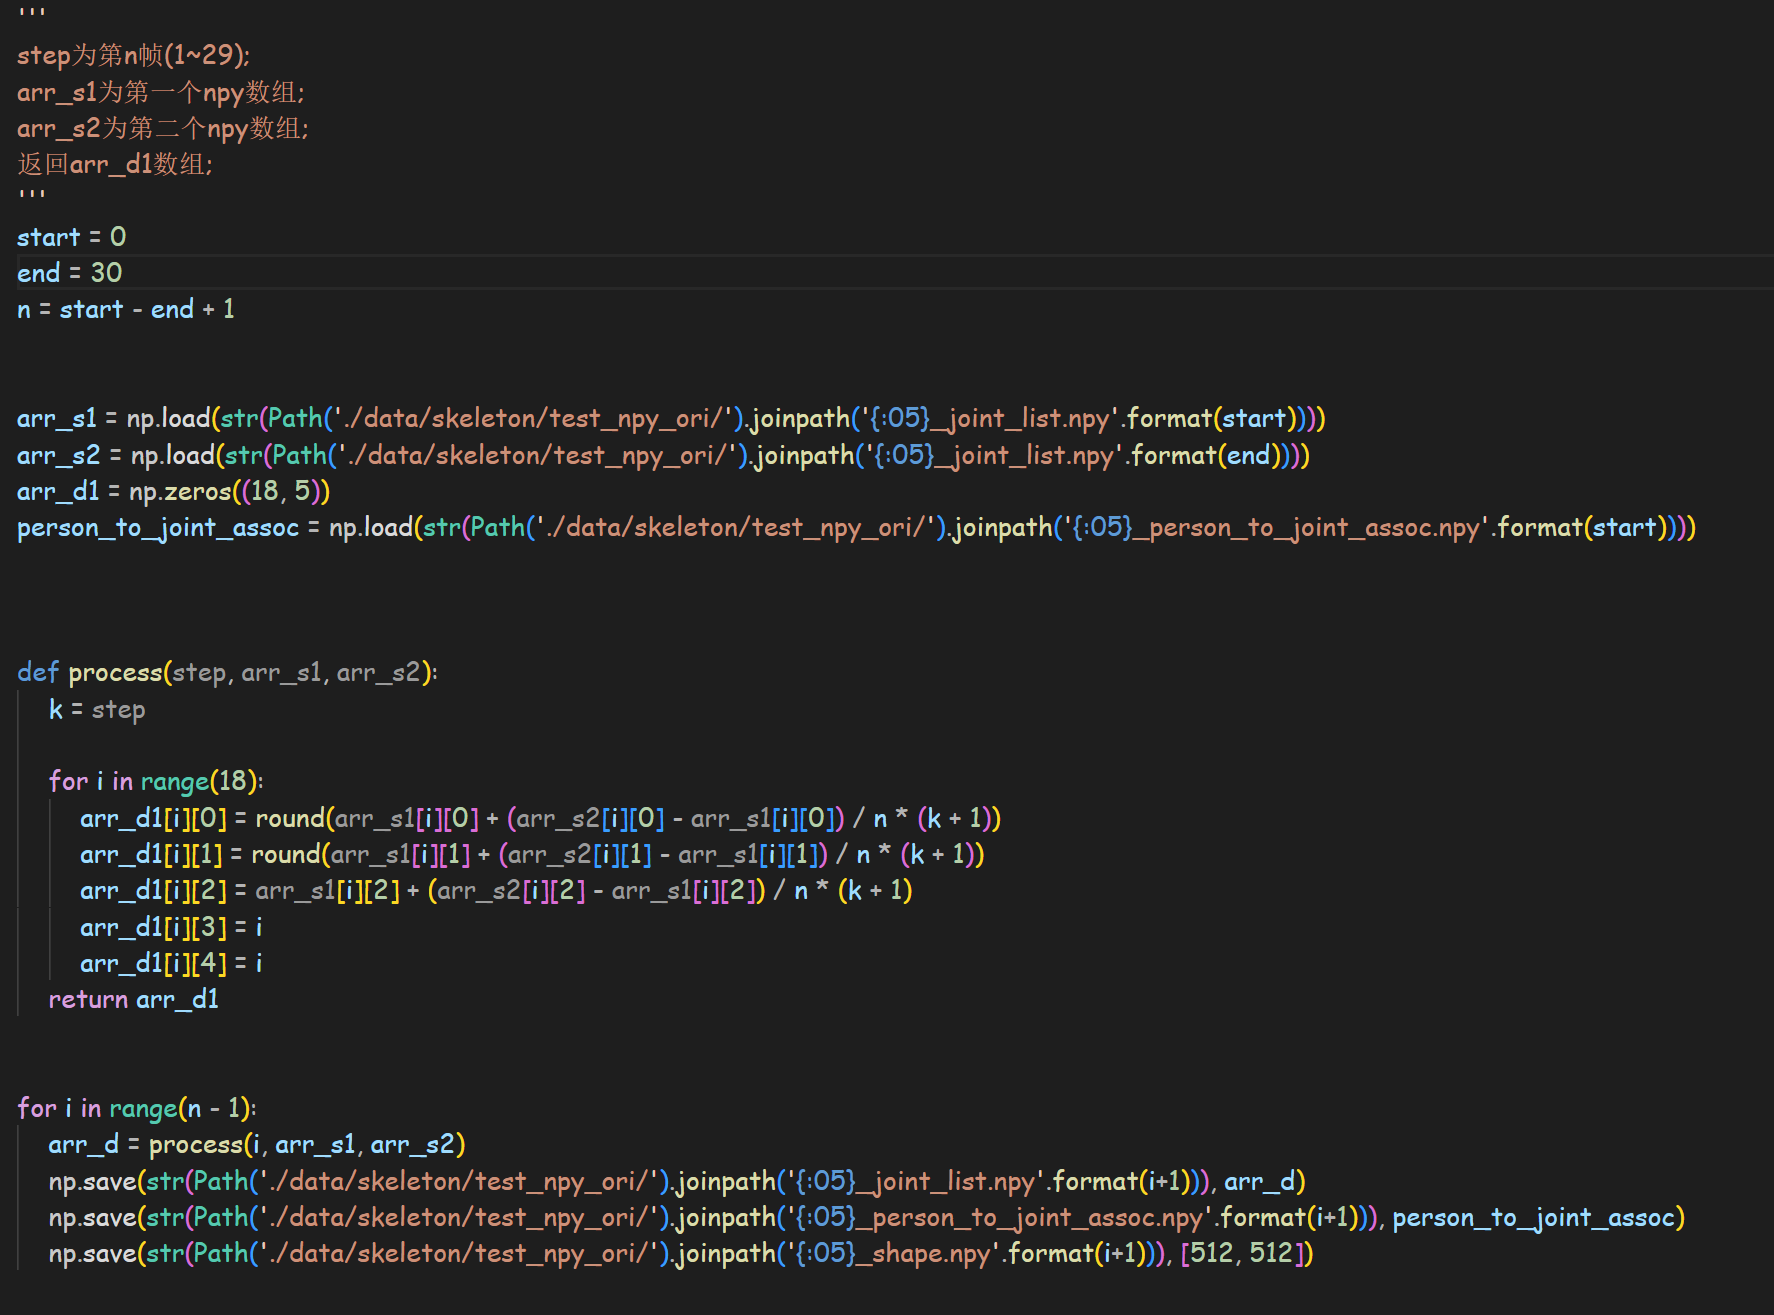 '''
step为第n帧(1~29);
arr_s1为第一个npy数组;
arr_s2为第二个npy数组;
返回arr_d1数组;
'''
start = 0
end = 30
n = start - end + 1
arr_s1 = np.load(str(Path('./data/skeleton/test_npy_ori/').joinpath('{:05}_joint_list.npy'.format(start))))
arr_s2 = np.load(str(Path('./data/skeleton/test_npy_ori/').joinpath('{:05}_joint_list.npy'.format(end))))
arr_d1 = np.zeros((18, 5))
person_to_joint_assoc = np.load(str(Path('./data/skeleton/test_npy_ori/').joinpath('{:05}_person_to_joint_assoc.npy'.format(start))))
def process(step, arr_s1, arr_s2):
    k = step
    for i in range(18):
        arr_d1[i][0] = round(arr_s1[i][0] + (arr_s2[i][0] - arr_s1[i][0]) / n * (k + 1))
        arr_d1[i][1] = round(arr_s1[i][1] + (arr_s2[i][1] - arr_s1[i][1]) / n * (k + 1))
        arr_d1[i][2] = arr_s1[i][2] + (arr_s2[i][2] - arr_s1[i][2]) / n * (k + 1)
        arr_d1[i][3] = i
        arr_d1[i][4] = i
    return arr_d1
for i in range(n - 1):
    arr_d = process(i, arr_s1, arr_s2)
    np.save(str(Path('./data/skeleton/test_npy_ori/').joinpath('{:05}_joint_list.npy'.format(i+1))), arr_d)
    np.save(str(Path('./data/skeleton/test_npy_ori/').joinpath('{:05}_person_to_joint_assoc.npy'.format(i+1))), person_to_joint_assoc)
    np.save(str(Path('./data/skeleton/test_npy_ori/').joinpath('{:05}_shape.npy'.format(i+1))), [512, 512])